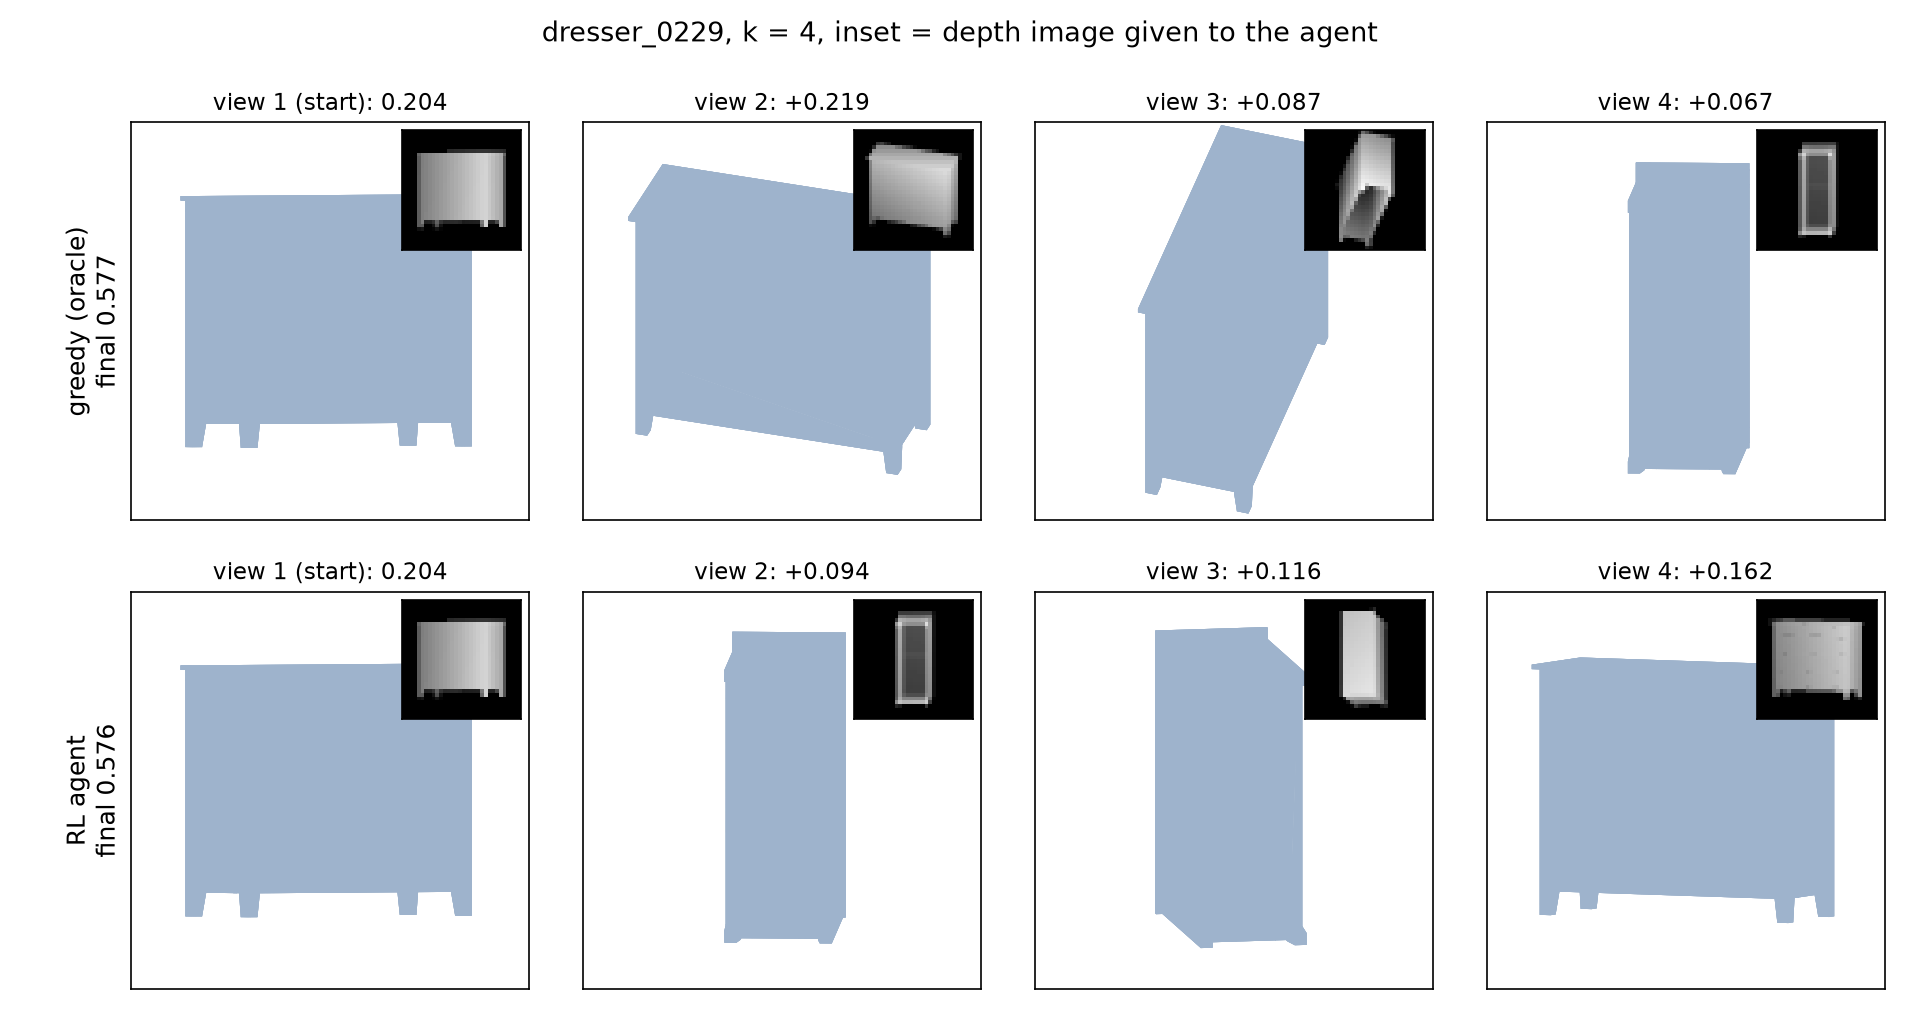 dresser_0229, k = 4, inset = depth image given to the agent
view 1 (start): 0.204
view 2: +0.219
view 3: +0.087
view 4: +0.067
greedy (oracle)
final 0.577
view 1 (start): 0.204
view 2: +0.094
view 3: +0.116
view 4: +0.162
RL agent
final 0.576